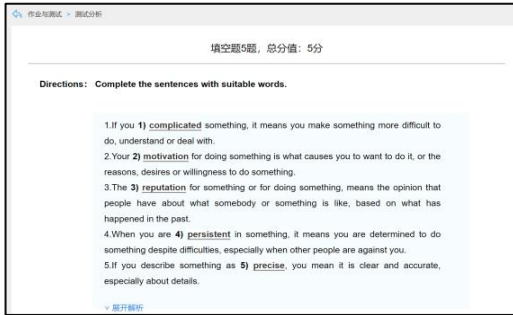 作业与测试 > 测试分析
填空题5题，总分值：5分
Directions: Complete the sentences with suitable words.
1.If you 1) complicated something, it means you make something more difficult to
do, understand or deal with.
2.Your 2) motivation for doing something is what causes you to want to do it, or the
reasons, desires or willingness to do something.
3.The 3) reputation for something or for doing something, means the opinion that
people have about what somebody or something is like, based on what has
happened in the past.
4.When you are 4) persistent in something, it means you are determined to do
something despite difficulties, especially when other people are against you.
5.If you describe something as 5) precise, you mean it is clear and accurate,
especially about details.
展开解析